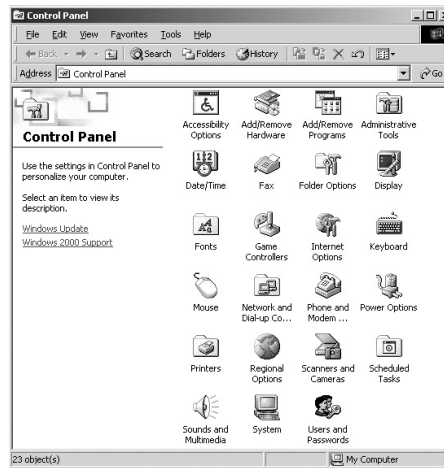 Control Panel
File Edit View Favorites Tools Help
Back Search Folders History
Address Control Panel Go
Control Panel
Use the settings in Control Panel to
personalize your computer.
Select an item to view its
description.
Windows Update
Windows 2000 Support
Accessibility
Options
Add/Remove
Hardware
Add/Remove
Programs
Administrative
Tools
Date/Time
Fax
Folder Options
Display
Fonts
Game
Controllers
Internet
Options
Keyboard
Mouse
Network and
Dial-up Co...
Phone and
Modem ...
Power Options
Printers
Regional
Options
Scanners and
Cameras
Scheduled
Tasks
Sounds and
Multimedia
System
Users and
Passwords
23 object(s) My Computer